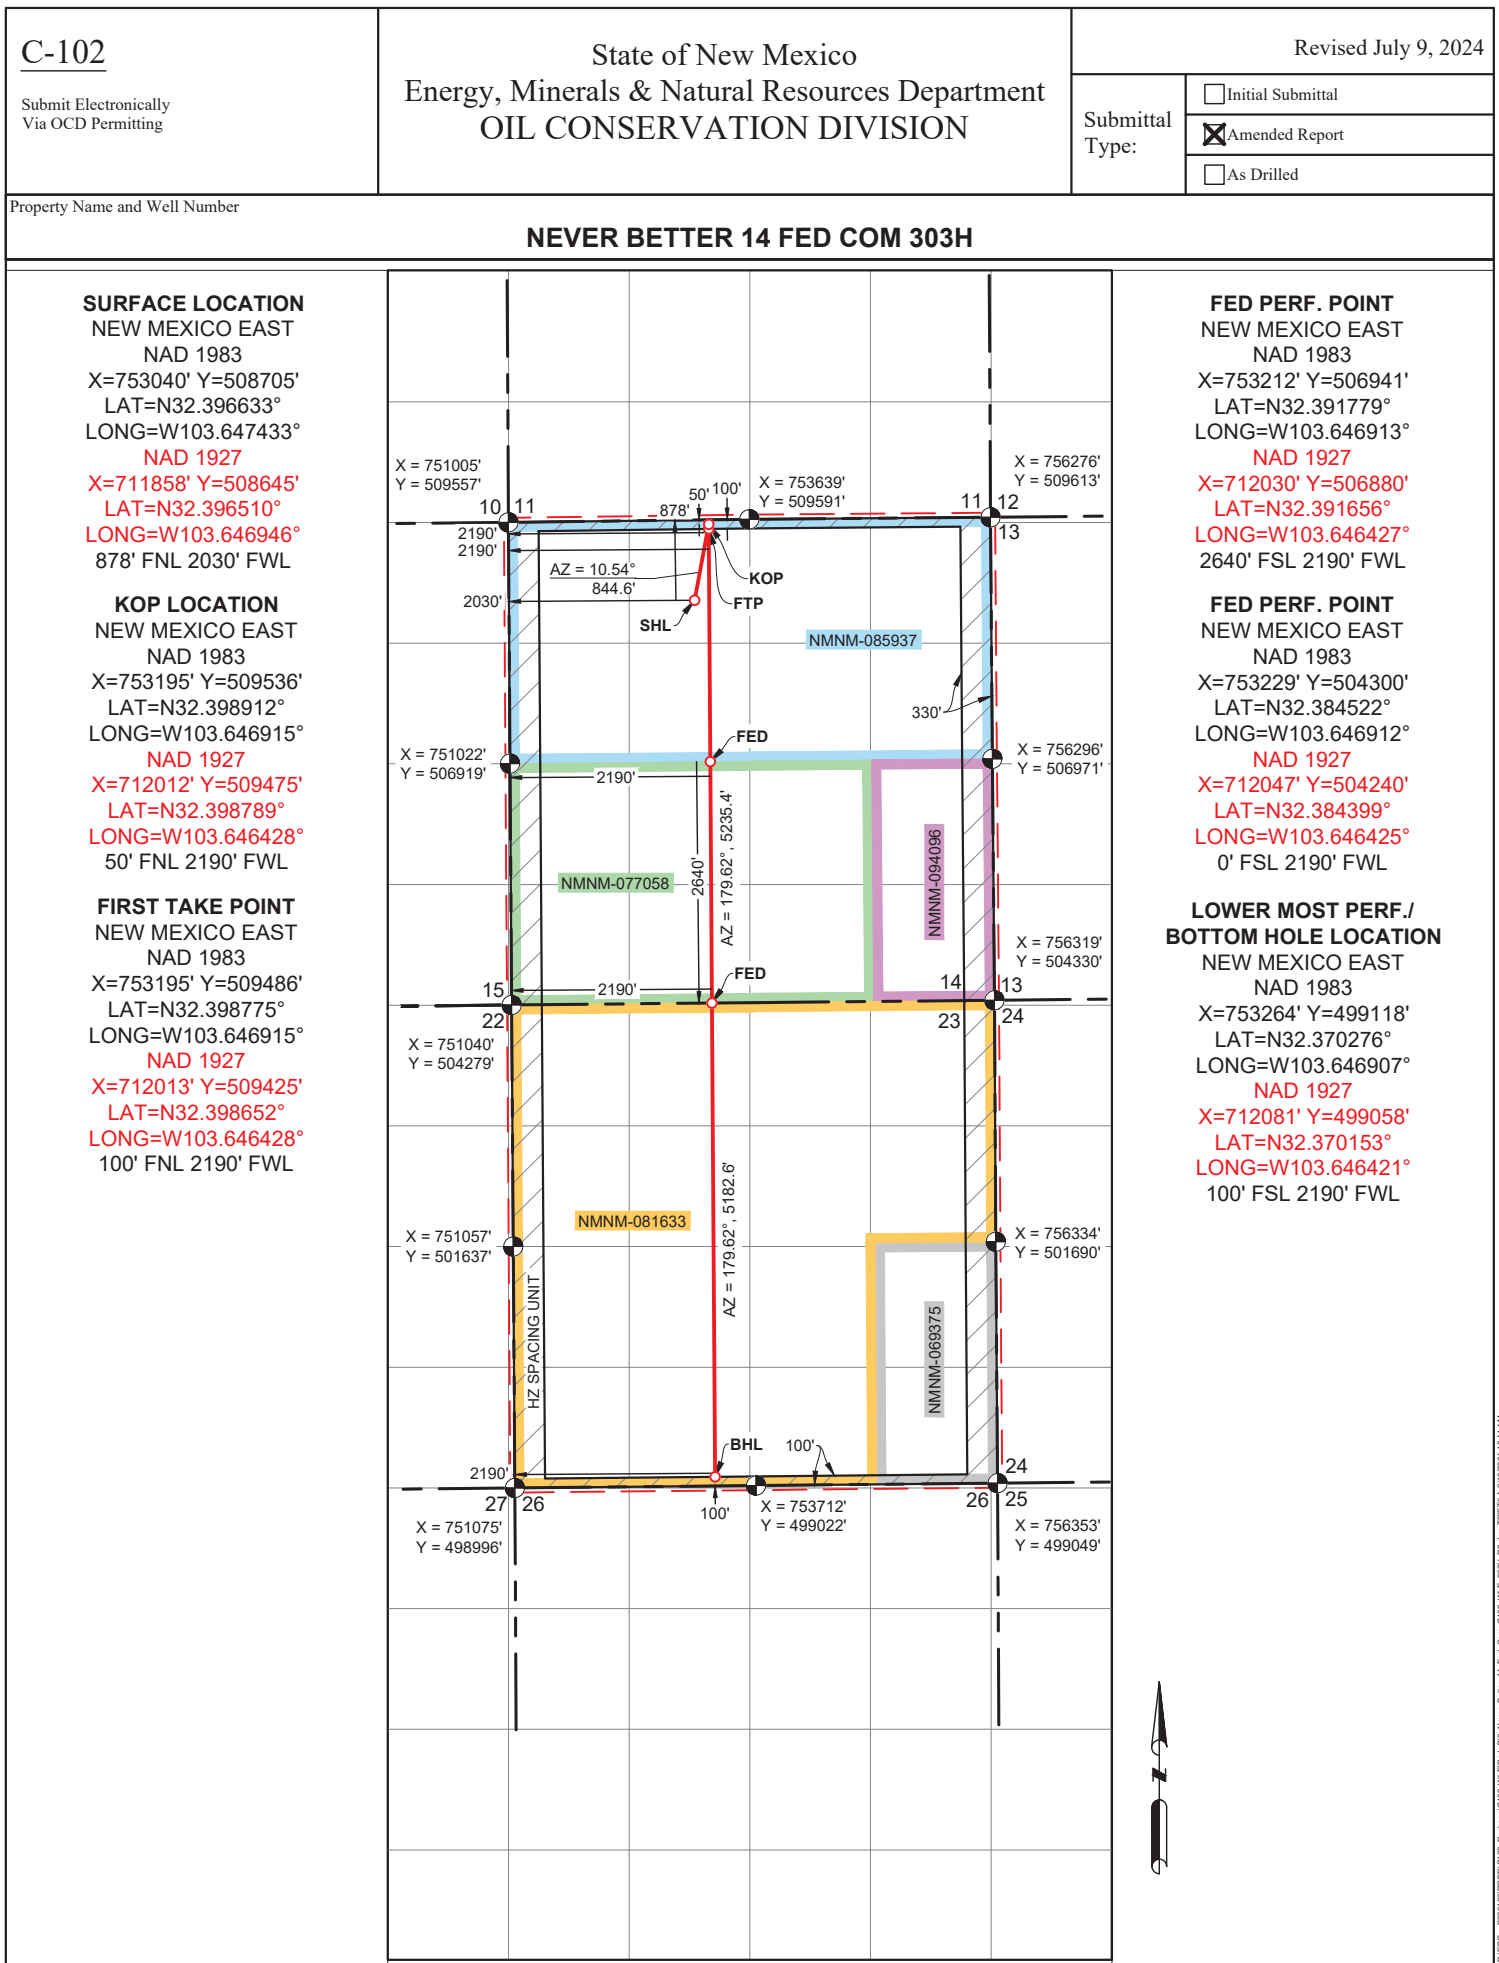 C-102
Submit Electronically
Via OCD Permitting
State of New Mexico
Energy, Minerals & Natural Resources Department
OIL CONSERVATION DIVISION
Revised July 9, 2024
Submittal
Type:
Initial Submittal
Amended Report
As Drilled
Property Name and Well Number
NEVER BETTER 14 FED COM 303H
SURFACE LOCATION
NEW MEXICO EAST
NAD 1983
X=753040' Y=508705'
LAT=N32.396633°
LONG=W103.647433°
NAD 1927
X=711858' Y=508645'
LAT=N32.396510°
LONG=W103.646946°
878' FNL 2030' FWL
KOP LOCATION
NEW MEXICO EAST
NAD 1983
X=753195' Y=509536'
LAT=N32.398912°
LONG=W103.646915°
NAD 1927
X=712012' Y=509475'
LAT=N32.398789°
LONG=W103.646428°
50' FNL 2190' FWL
FIRST TAKE POINT
NEW MEXICO EAST
NAD 1983
X=753195' Y=509486'
LAT=N32.398775°
LONG=W103.646915°
NAD 1927
X=712013' Y=509425'
LAT=N32.398652°
LONG=W103.646428°
100' FNL 2190' FWL
X = 751005'
Y = 509557'
X = 753639'
Y = 509591'
X = 756276'
Y = 509613'
50'
100'
878'
10
11
11
12
13
2190'
2190'
AZ = 10.54°
844.6'
KOP
FTP
2030'
SHL
NMNM-085937
330'
FED
X = 751022'
Y = 506919'
X = 756296'
Y = 506971'
2190'
AZ = 179.62°, 5235.4'
2640'
NMNM-077058
NMNM-094096
X = 756319'
Y = 504330'
FED
15
2190'
14
13
22
23
24
X = 751040'
Y = 504279'
AZ = 179.62°, 5182.6'
NMNM-081633
X = 751057'
Y = 501637'
X = 756334'
Y = 501690'
HZ SPACING UNIT
NMNM-069375
BHL
100'
2190'
24
27
26
26
25
100'
X = 753712'
Y = 499022'
X = 751075'
Y = 498996'
X = 756353'
Y = 499049'
FED PERF. POINT
NEW MEXICO EAST
NAD 1983
X=753212' Y=506941'
LAT=N32.391779°
LONG=W103.646913°
NAD 1927
X=712030' Y=506880'
LAT=N32.391656°
LONG=W103.646427°
2640' FSL 2190' FWL
FED PERF. POINT
NEW MEXICO EAST
NAD 1983
X=753229' Y=504300'
LAT=N32.384522°
LONG=W103.646912°
NAD 1927
X=712047' Y=504240'
LAT=N32.384399°
LONG=W103.646425°
0' FSL 2190' FWL
LOWER MOST PERF./
BOTTOM HOLE LOCATION
NEW MEXICO EAST
NAD 1983
X=753264' Y=499118'
LAT=N32.370276°
LONG=W103.646907°
NAD 1927
X=712081' Y=499058'
LAT=N32.370153°
LONG=W103.646421°
100' FSL 2190' FWL
N